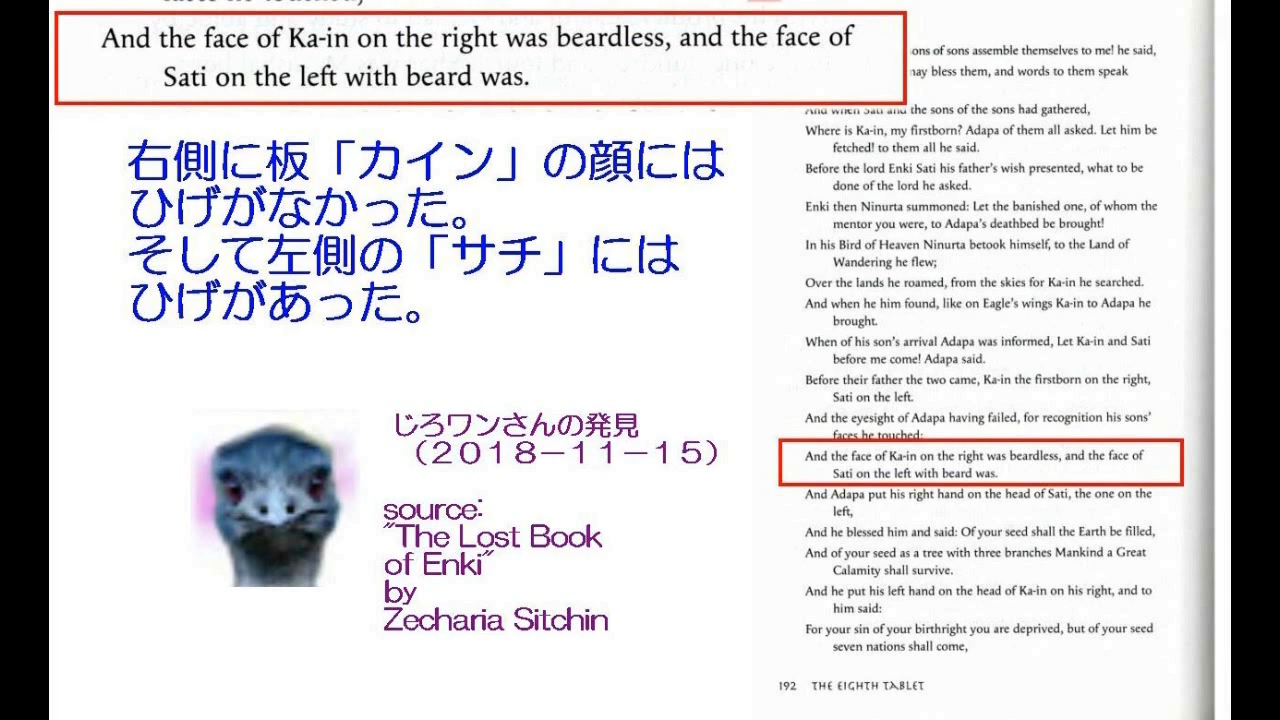 faces he touched;
And the face of Ka-in on the right was beardless, and the face of
Sati on the left with beard was.
右側に板「カイン」の顔には
ひげがなかった。
そして左側の「サチ」には
ひげがあった。
じろワンさんの発見
（２０１８－１１－１５）
source:
"The Lost Book
of Enki"
by
Zecharia Sitchin
ons of sons assemble themselves to me! he said,
may bless them, and words to them speak
And when Sati and the sons of the sons had gathered,
Where is Ka-in, my firstborn? Adapa of them all asked. Let him be
fetched! to them all he said.
Before the lord Enki Sati his father's wish presented, what to be
done of the lord he asked.
Enki then Ninurta summoned: Let the banished one, of whom the
mentor you were, to Adapa's deathbed be brought!
In his Bird of Heaven Ninurta betook himself, to the Land of
Wandering he flew;
Over the lands he roamed, from the skies for Ka-in he searched.
And when he him found, like on Eagle's wings Ka-in to Adapa he
brought.
When of his son's arrival Adapa was informed, Let Ka-in and Sati
before me come! Adapa said.
Before their father the two came, Ka-in the firstborn on the right,
Sati on the left.
And the eyesight of Adapa having failed, for recognition his sons'
faces he touched;
And the face of Ka-in on the right was beardless, and the face of
Sati on the left with beard was.
And Adapa put his right hand on the head of Sati, the one on the
left,
And he blessed him and said: Of your seed shall the Earth be filled,
And of your seed as a tree with three branches Mankind a Great
Calamity shall survive.
And he put his left hand on the head of Ka-in on his right, and to
him said:
For your sin of your birthright you are deprived, but of your seed
seven nations shall come,
192 THE EIGHTH TABLET